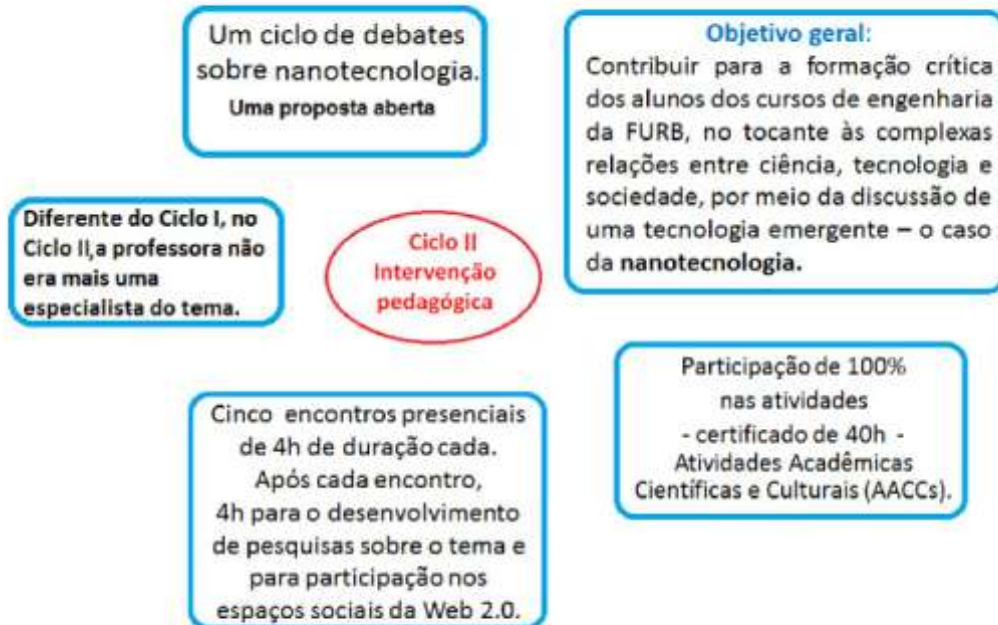 Um ciclo de debates
sobre nanotecnologia.
Uma proposta aberta
Objetivo geral:
Contribuir para a formação crítica
dos alunos dos cursos de engenharia
da FURB, no tocante às complexas
relações entre ciência, tecnologia e
sociedade, por meio da discussão de
uma tecnologia emergente – o caso
da nanotecnologia.
Diferente do Ciclo I, no
Ciclo II,a professora não
era mais uma
especialista do tema.
Ciclo II
Intervenção
pedagógica
Participação de 100%
nas atividades
- certificado de 40h -
Atividades Acadêmicas
Científicas e Culturais (AACCs).
Cinco encontros presenciais
de 4h de duração cada.
Após cada encontro,
4h para o desenvolvimento
de pesquisas sobre o tema e
para participação nos
espaços sociais da Web 2.0.